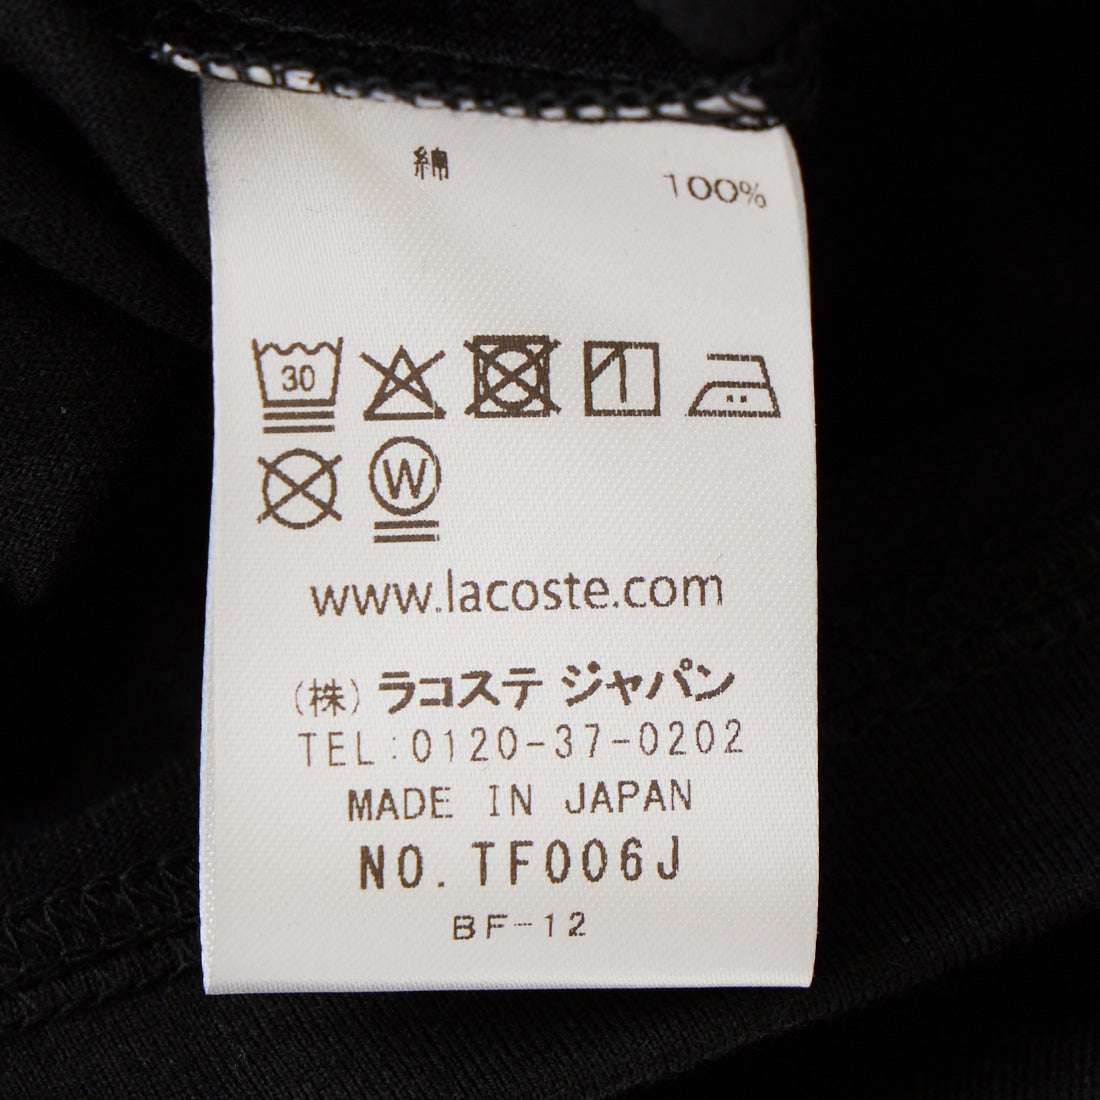 綿 100%
30
W
www.lacoste.com
(株) ラコステ ジャパン
TEL:0120-37-0202
MADE IN JAPAN
NO. TF006J
BF-12